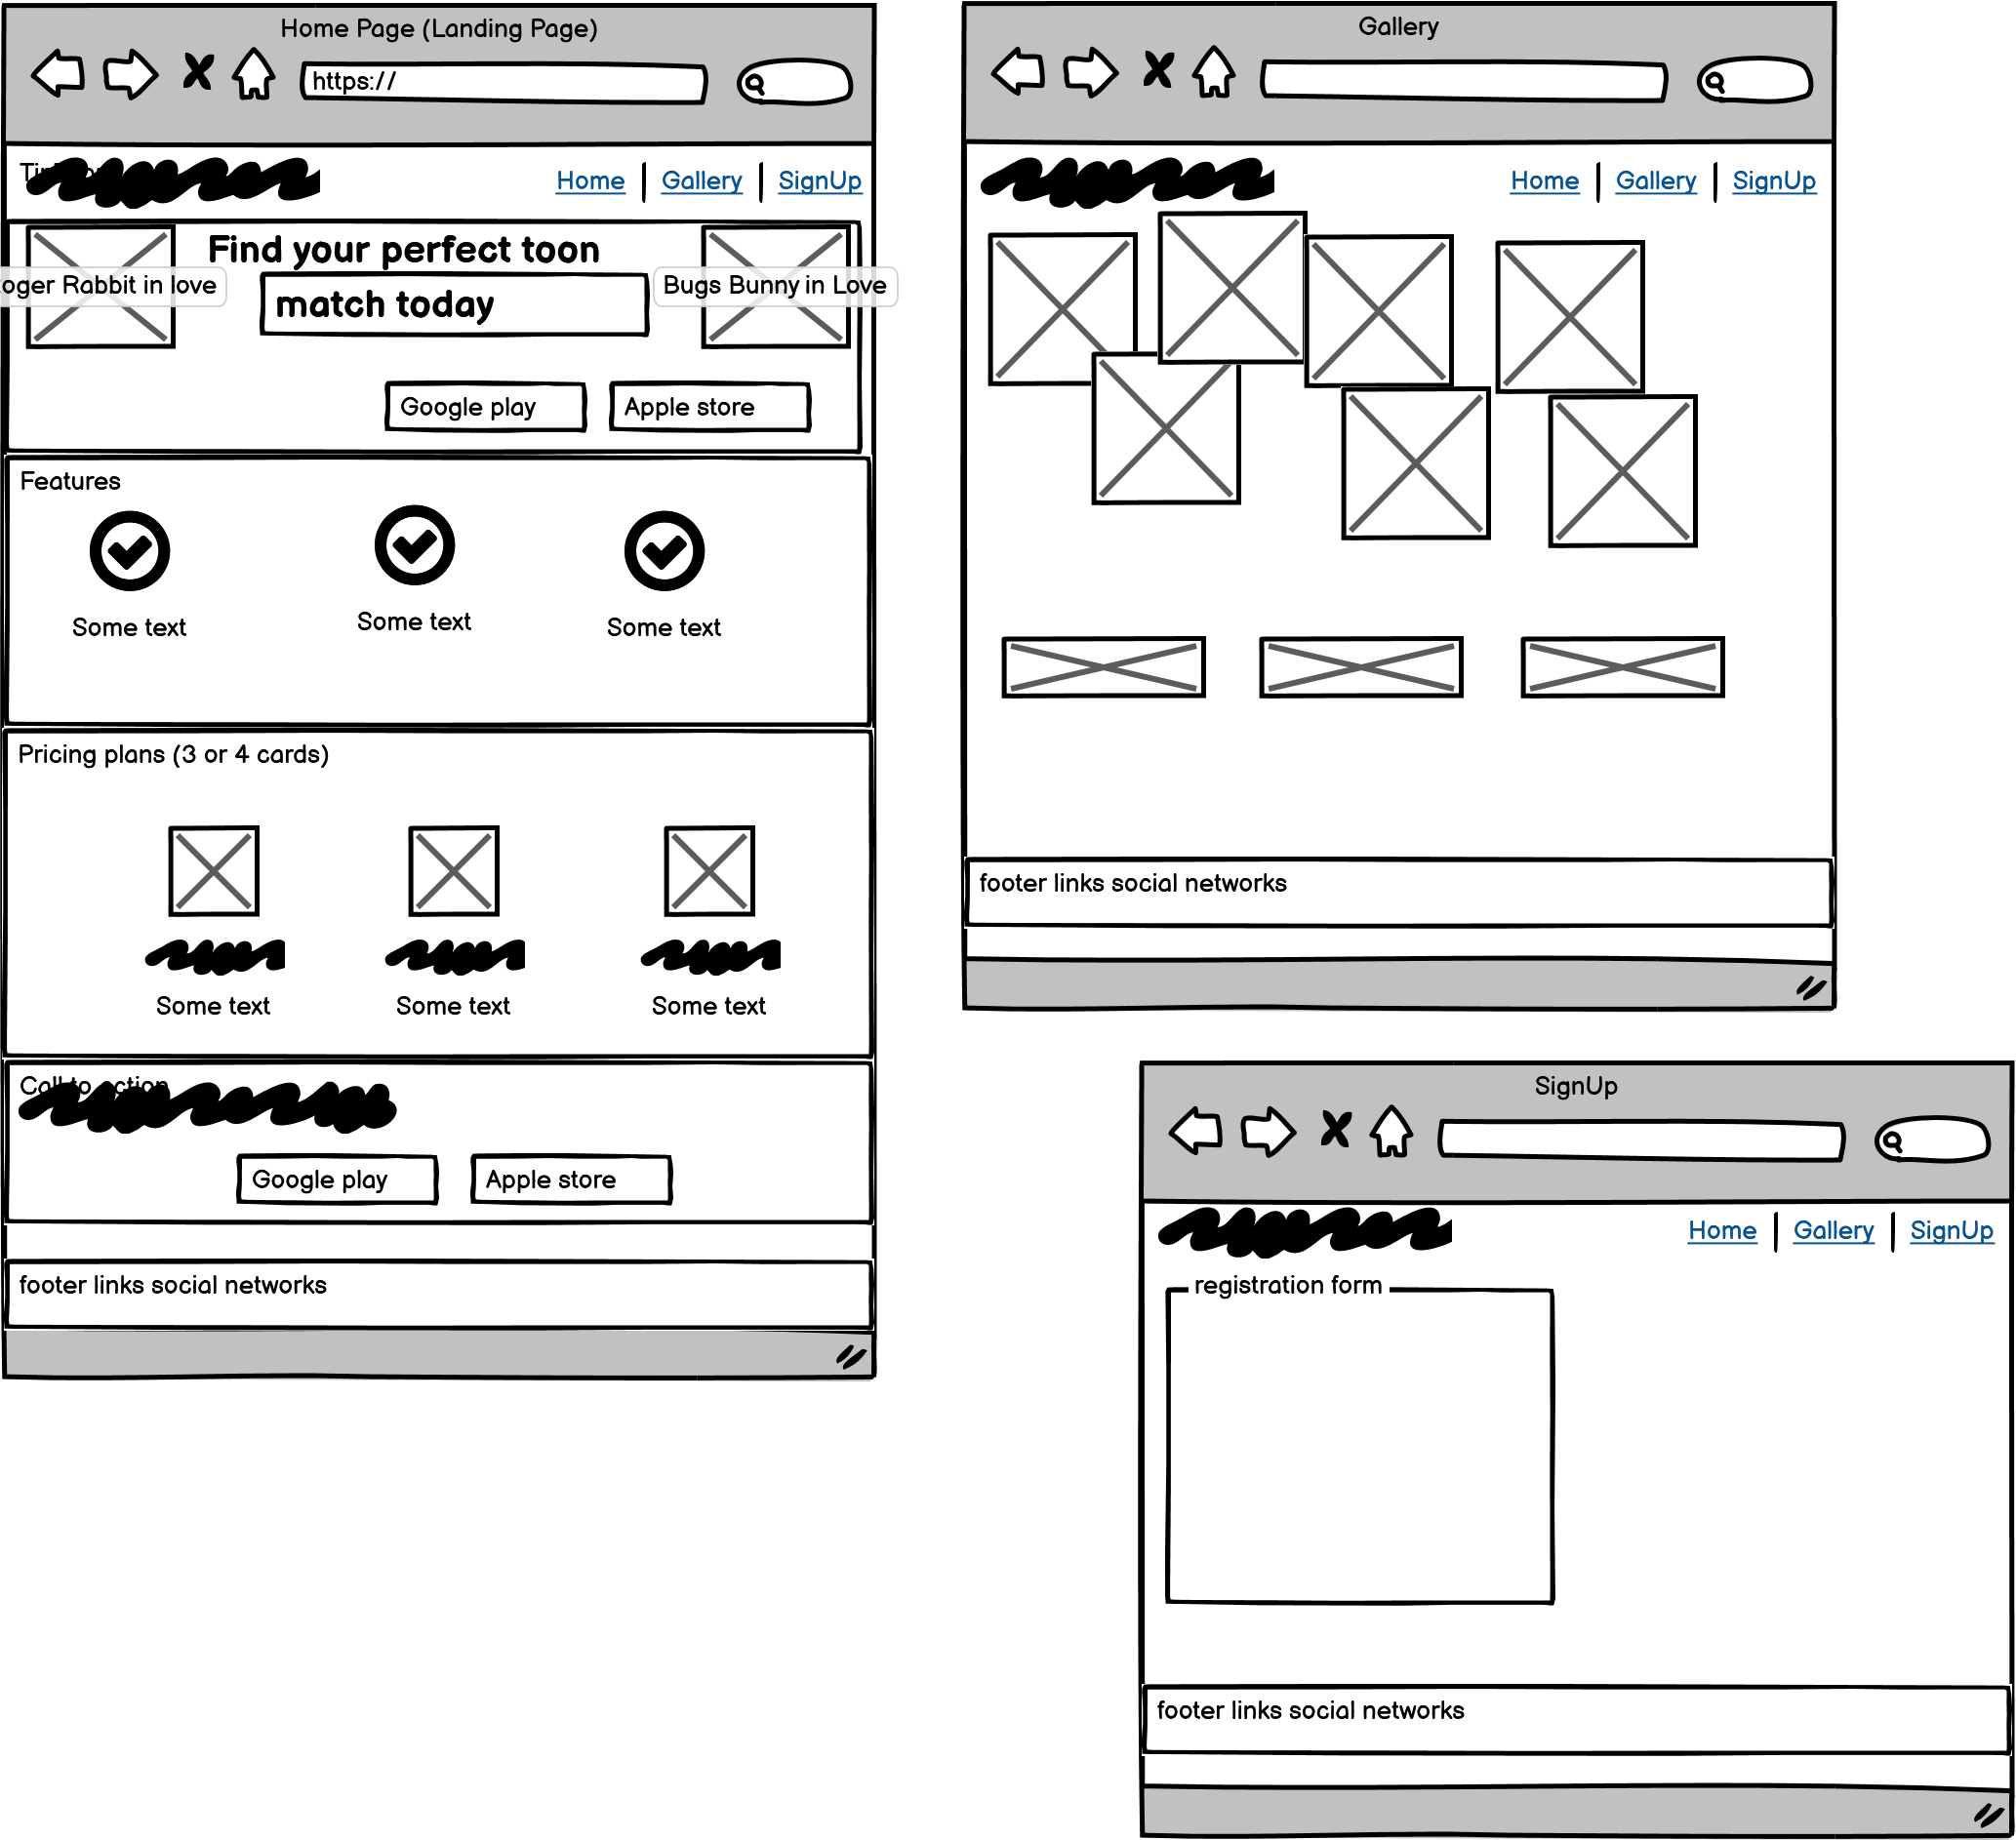 Home Page (Landing Page)
https://
Home
Gallery
SignUp
Find your perfect toon
oger Rabbit in love
match today
Bugs Bunny in Love
Google play
Apple store
Features
Some text
Some text
Some text
Pricing plans (3 or 4 cards)
Some text
Some text
Some text
Call to action
Google play
Apple store
footer links social networks
Gallery
Home
Gallery
SignUp
footer links social networks
SignUp
Home
Gallery
SignUp
registration form
footer links social networks